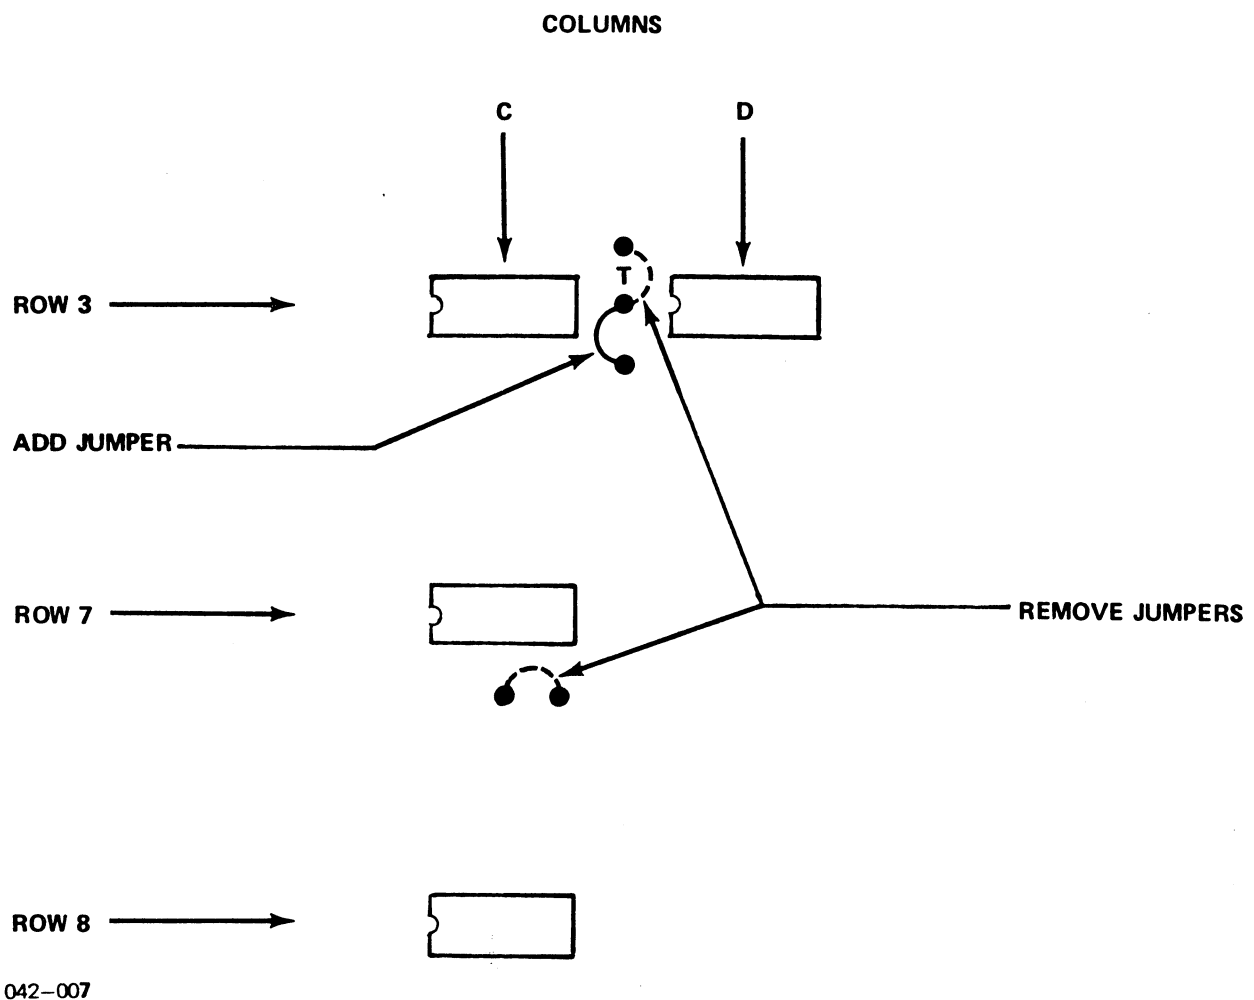 COLUMNS
C
D
T
ROW 3
ADD JUMPER
ROW 7
REMOVE JUMPERS
ROW 8
042-007